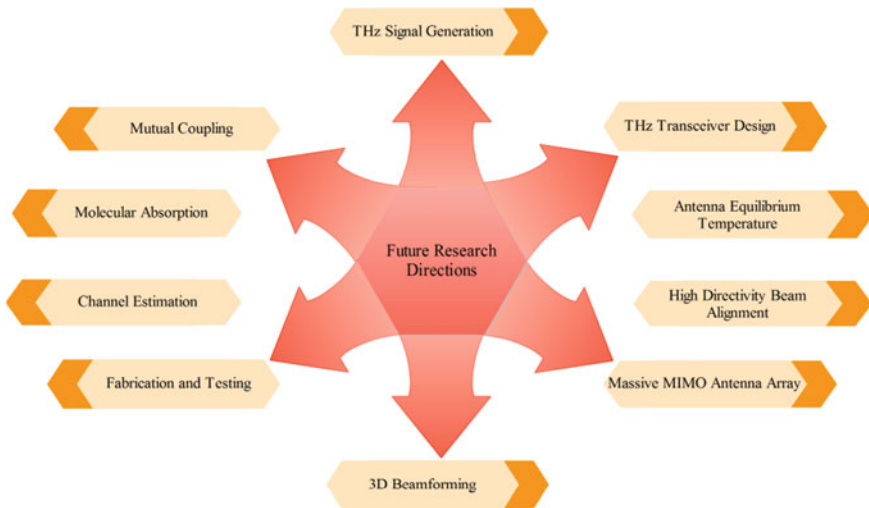 THz Signal Generation
Mutual Coupling
THz Transceiver Design
Molecular Absorption
Antenna Equilibrium
Temperature
Future Research
Directions
Channel Estimation
High Directivity Beam
Alignment
Fabrication and Testing
Massive MIMO Antenna Array
3D Beamforming